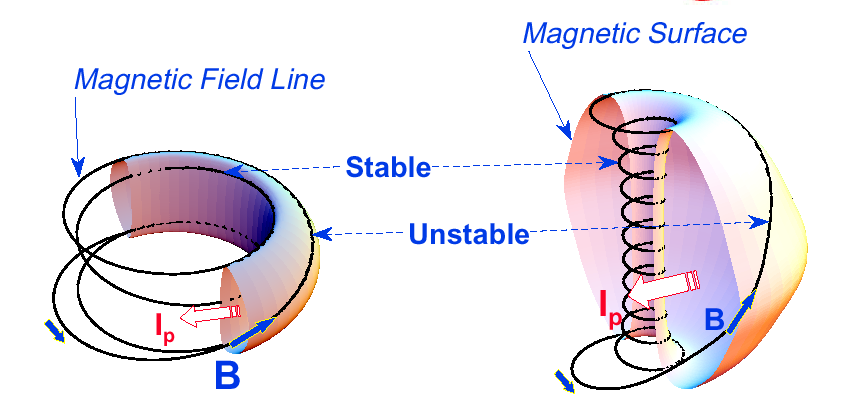 Magnetic Surface
Magnetic Field Line
Stable
Unstable
Ip
B
Ip
B